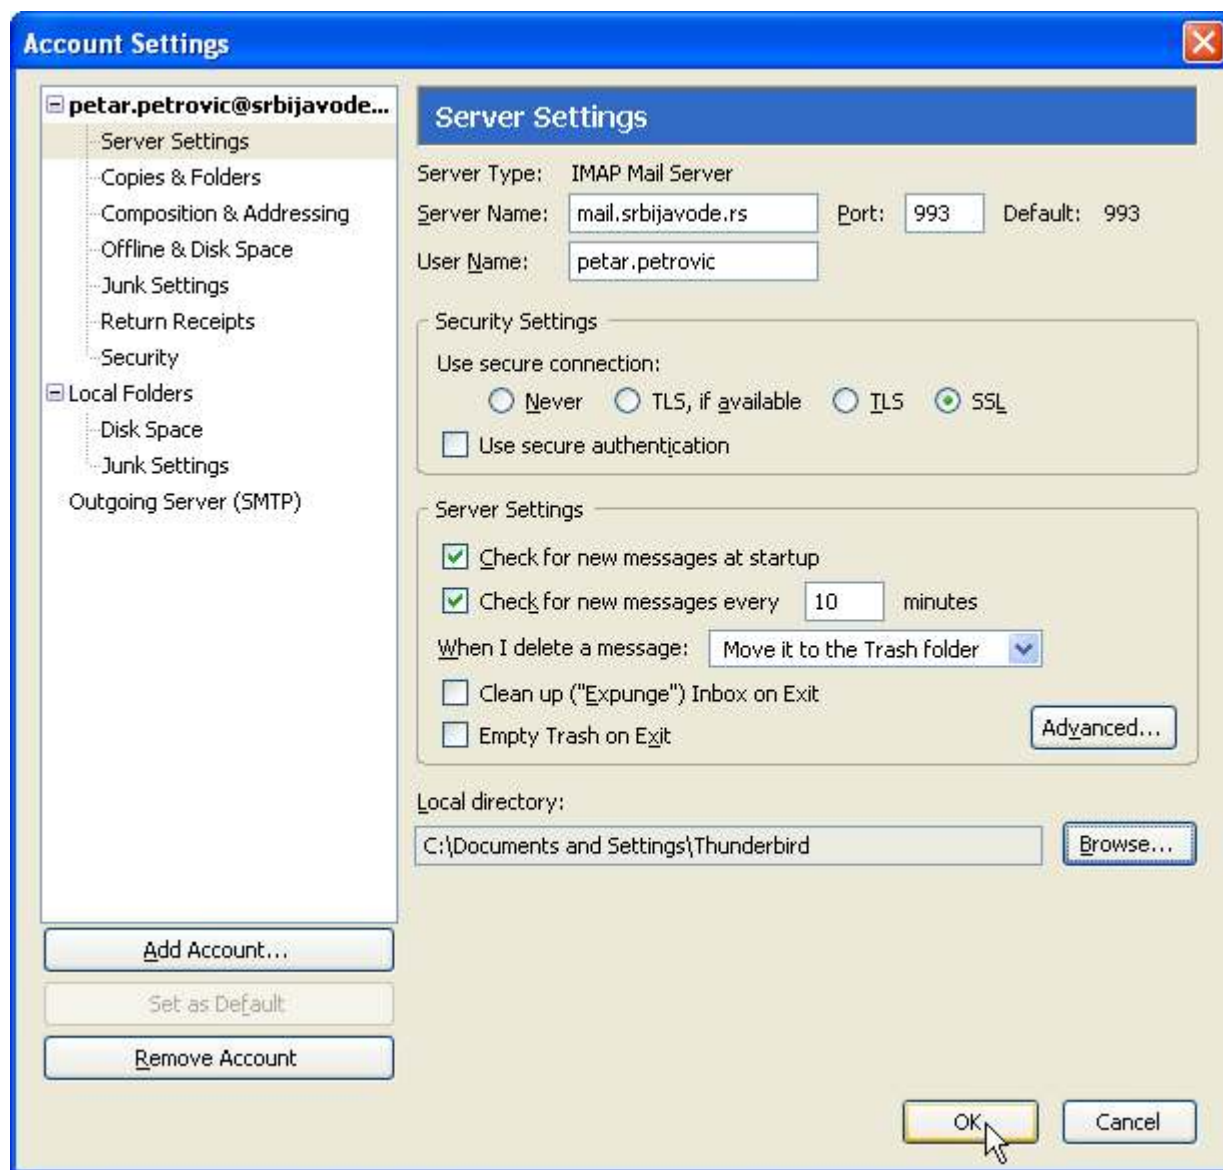 Account Settings
petar.petrovic@srbijavode...
Server Settings
Copies & Folders
Composition & Addressing
Offline & Disk Space
Junk Settings
Return Receipts
Security
Local Folders
Disk Space
Junk Settings
Outgoing Server (SMTP)
Add Account...
Set as Default
Remove Account
Server Settings
Server Type: IMAP Mail Server
Server Name: mail.srbijavode.rs Port: 993 Default: 993
User Name: petar.petrovic
Security Settings
Use secure connection:
Never TLS, if available TLS SSL
Use secure authentication
Server Settings
Check for new messages at startup
Check for new messages every 10 minutes
When I delete a message: Move it to the Trash folder
Clean up ("Expunge") Inbox on Exit
Empty Trash on Exit
Advanced...
Local directory:
C:\Documents and Settings\Thunderbird Browse...
OK Cancel